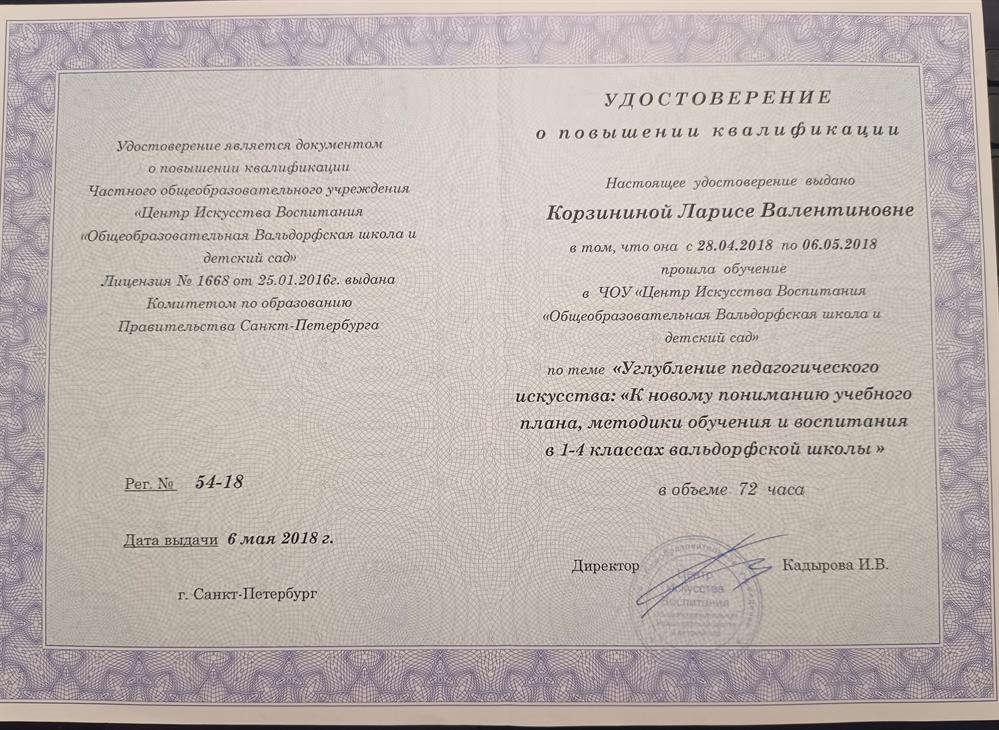 Удостоверение является документом
о повышении квалификации
Частного общеобразовательного учреждения
«Центр Искусства Воспитания
«Общеобразовательная Вальдорфская школа и
детский сад»
Лицензия № 1668 от 25.01.2016г. выдана
Комитетом по образованию
Правительства Санкт-Петербурга
Рег. № 54-18
Дата выдачи 6 мая 2018 г.
г. Санкт-Петербург
УДОСТОВЕРЕНИЕ
о повышении квалификации
Настоящее удостоверение выдано
Корзининой Ларисе Валентиновне
в том, что она с 28.04.2018 по 06.05.2018
прошла обучение
в ЧОУ «Центр Искусства Воспитания
«Общеобразовательная Вальдорфская школа и
детский сад»
по теме «Углубление педагогического
искусства: «К новому пониманию учебного
плана, методики обучения и воспитания
в 1-4 классах вальдорфской школы »
в объеме 72 часа
Директор Кадырова И.В.
Центр
Искусства
Воспитания